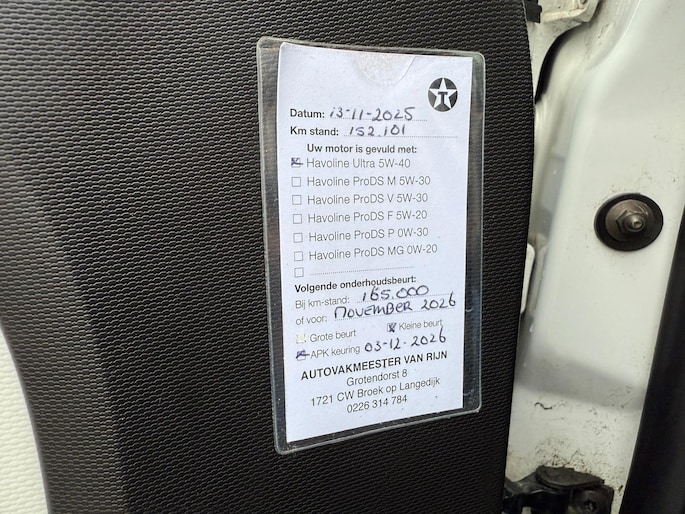 T
Datum: 13-11-2025
Km stand: 152.101
Uw motor is gevuld met:
Havoline Ultra 5W-40
Havoline ProDS M 5W-30
Havoline ProDS V 5W-30
Havoline ProDS F 5W-20
Havoline ProDS P 0W-30
Havoline ProDS MG 0W-20
Volgende onderhoudsbeurt:
Bij km-stand: 165.000
of voor: NOVEMBER 2026
Grote beurt Kleine beurt
APK keuring 03-12-2026
AUTOVAKMEESTER VAN RIJN
Grotendorst 8
1721 CW Broek op Langedijk
0226 314 784